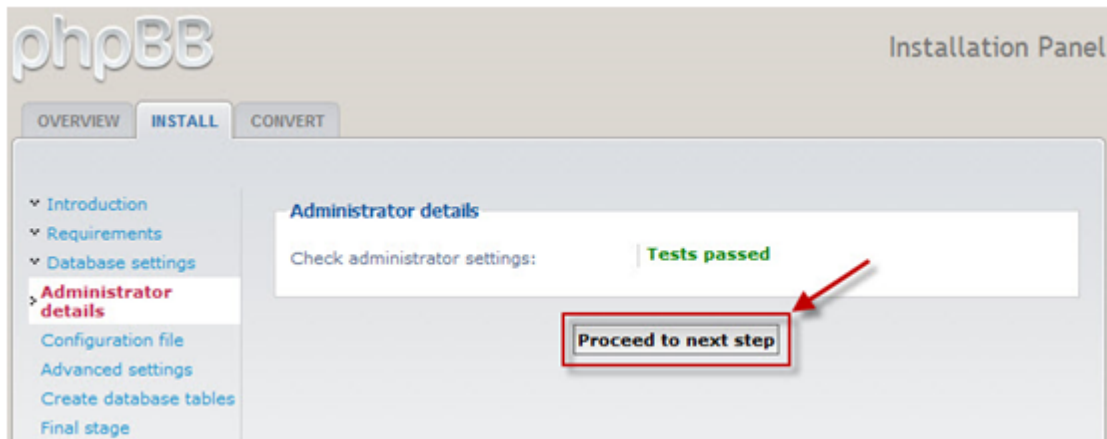 phpBB
Installation Panel
OVERVIEW INSTALL CONVERT
Introduction
Requirements
Database settings
Administrator
details
Configuration file
Advanced settings
Create database tables
Final stage
Administrator details
Check administrator settings: Tests passed
Proceed to next step